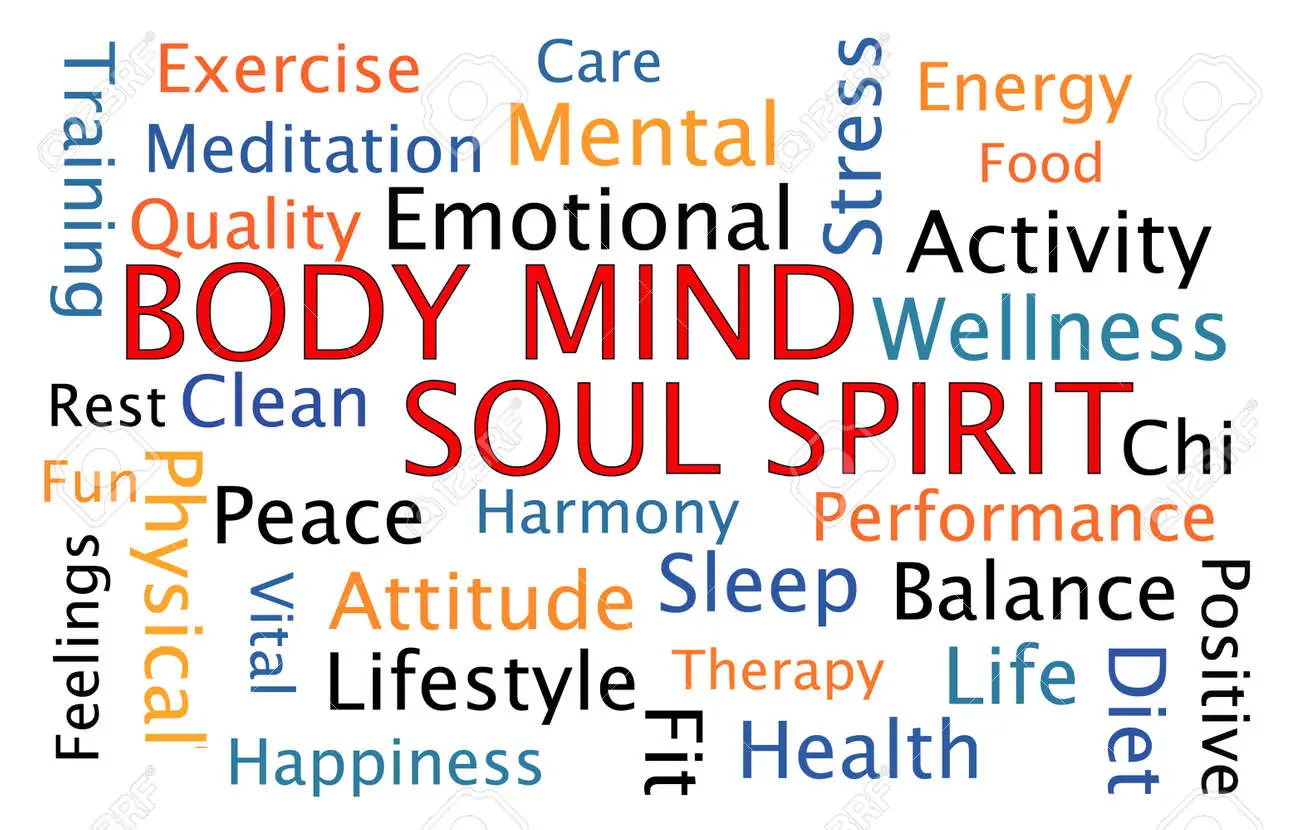 Training
Exercise
Care
Stress
Energy
Meditation
Mental
Food
Quality
Emotional
Activity
BODY MIND
Wellness
Rest
Clean
SOUL SPIRIT
Chi
Fun
Physical
Peace
Harmony
Performance
Feelings
Vital
Attitude
Sleep
Balance
Positive
Lifestyle
Therapy
Life
Diet
Happiness
Fit
Health
123RF